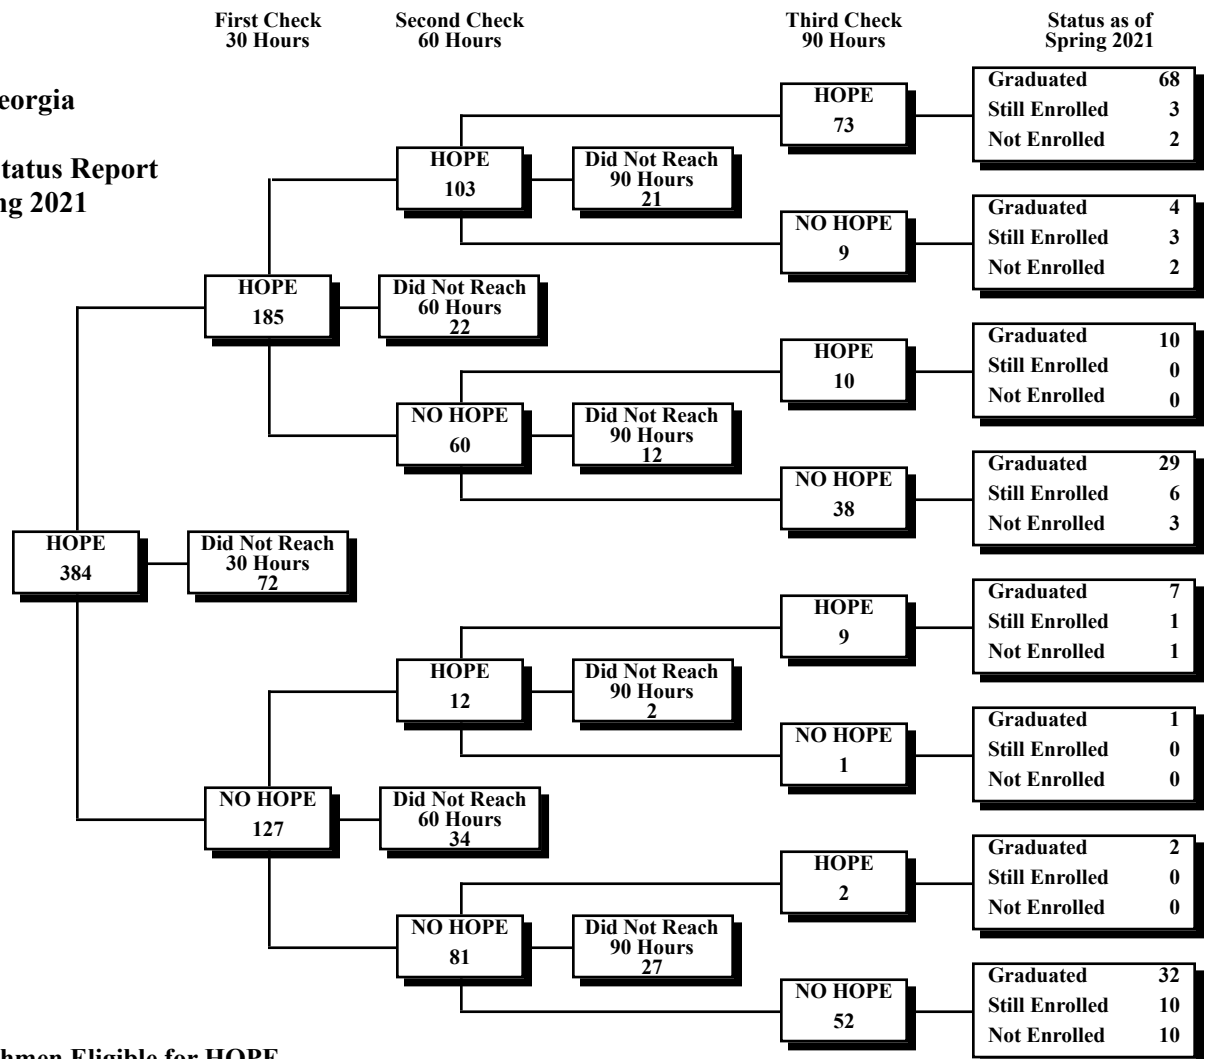 First Check
30 Hours
Second Check
60 Hours
Third Check
90 Hours
Status as of
Spring 2021
eorgia
tatus Report
ng 2021
HOPE
384
Did Not Reach
30 Hours
72
HOPE
185
Did Not Reach
60 Hours
22
NO HOPE
127
Did Not Reach
60 Hours
34
HOPE
103
Did Not Reach
90 Hours
21
NO HOPE
60
Did Not Reach
90 Hours
12
HOPE
12
Did Not Reach
90 Hours
2
NO HOPE
81
Did Not Reach
90 Hours
27
HOPE
73
Graduated 68
Still Enrolled 3
Not Enrolled 2
NO HOPE
9
Graduated 4
Still Enrolled 3
Not Enrolled 2
HOPE
10
Graduated 10
Still Enrolled 0
Not Enrolled 0
NO HOPE
38
Graduated 29
Still Enrolled 6
Not Enrolled 3
HOPE
9
Graduated 7
Still Enrolled 1
Not Enrolled 1
NO HOPE
1
Graduated 1
Still Enrolled 0
Not Enrolled 0
HOPE
2
Graduated 2
Still Enrolled 0
Not Enrolled 0
NO HOPE
52
Graduated 32
Still Enrolled 10
Not Enrolled 10
hmen Eligible for HOPE